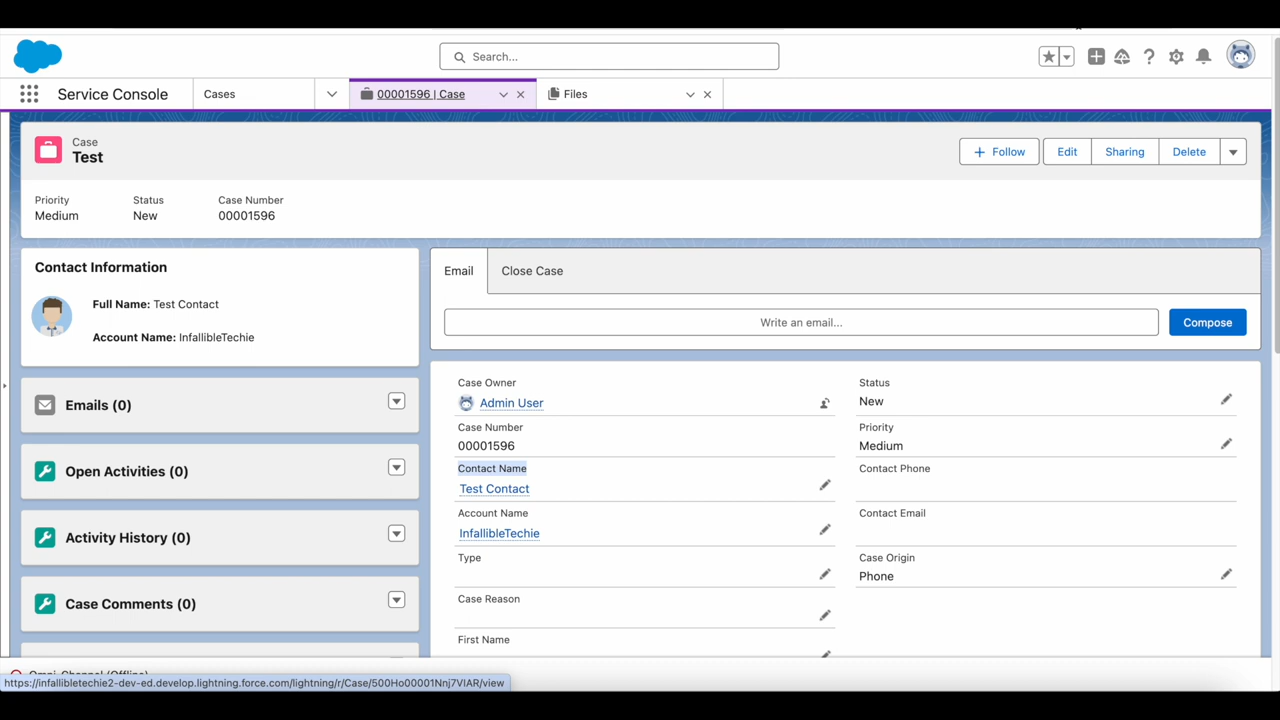 Search...
Service Console
Cases
00001596 | Case
Files
Case
Test
Follow
Edit
Sharing
Delete
Priority
Status
Case Number
Medium
New
00001596
Contact Information
Full Name: Test Contact
Account Name: InfallibleTechie
Emails (0)
Open Activities (0)
Activity History (0)
Case Comments (0)
Email
Close Case
Write an email...
Compose
Case Owner
Admin User
Case Number
00001596
Contact Name
Test Contact
Account Name
InfallibleTechie
Type
Case Reason
First Name
Status
New
Priority
Medium
Contact Phone
Contact Email
Case Origin
Phone
Omni-Channel (Offline)
https://infallibletechie2-dev-ed.develop.lightning.force.com/lightning/r/Case/500Ho00001Nnj7VIAR/view